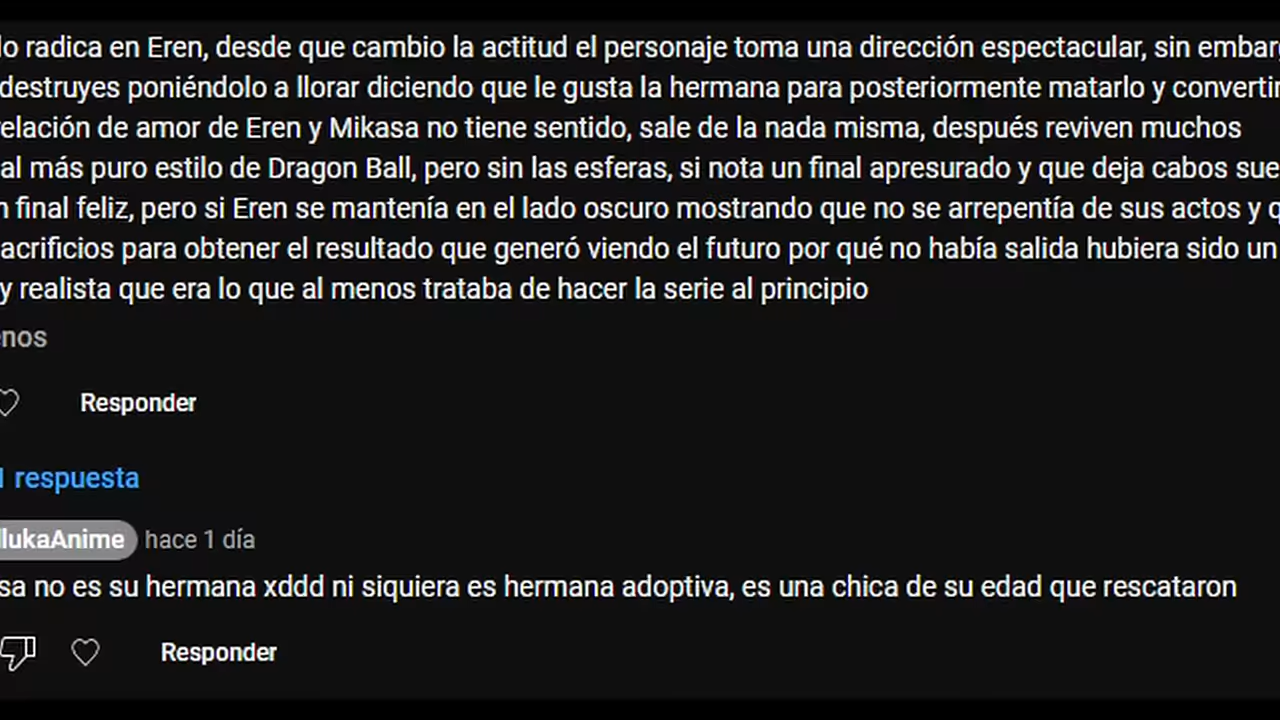 lo radica en Eren, desde que cambio la actitud el personaje toma una dirección espectacular, sin
destruyes poniéndolo a llorar diciendo que le gusta la hermana para posteriormente matarlo y
relación de amor de Eren y Mikasa no tiene sentido, sale de la nada misma, después reviven muchos
al más puro estilo de Dragon Ball, pero sin las esferas, si nota un final apresurado y que deja cabos
final feliz, pero si Eren se mantenía en el lado oscuro mostrando que no se arrepentía de sus actos y
acrificios para obtener el resultado que generó viendo el futuro por qué no había salida hubiera sido un
y realista que era lo que al menos trataba de hacer la serie al principio
enos
Responder
1 respuesta
llukaAnime hace 1 día
sa no es su hermana xddd ni siquiera es hermana adoptiva, es una chica de su edad que rescataron
Responder